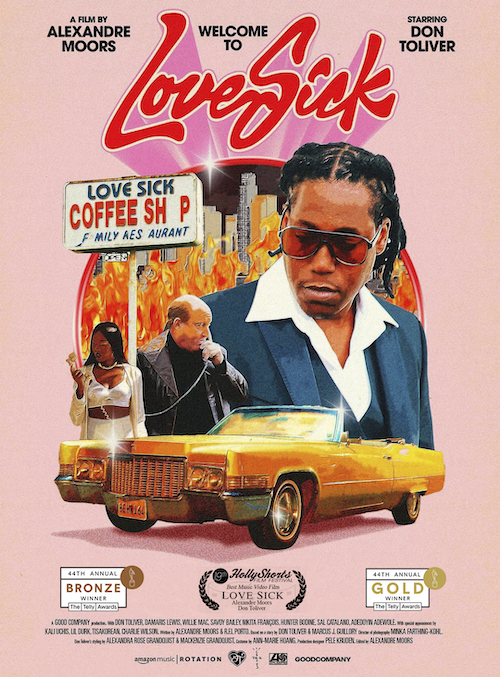 A FILM BY
ALEXANDRE
MOORS
WELCOME
TO
STARRING
DON
TOLIVER
Love Sick
LOVE SICK
COFFEE SH P
F MILY RES AURANT
OPEN
44TH ANNUAL
BRONZE
WINNER
The Telly Awards
HollyShorts
FILM FESTIVAL
Best Music Video Film
LOVE SICK
Alexandre Moors
Don Toliver
44TH ANNUAL
GOLD
WINNER
The Telly Awards
A GOOD COMPANY production. With DON TOLIVER, DAMARIS LEWIS, WILLIE MAC, SAVOY BAILEY, NIKITA FRANÇOIS, HUNTER BODINE, SAL CATALANO, ADEDOYIN ADEWOLE. With special appearances by
KALI UCHIS, LIL DURK, TISAKOREAN, CHARLIE WILSON. Written by ALEXANDRE MOORS & R.F.I. PORTO. Based on a story by DON TOLIVER & MARCUS J. GUILLORY. Director of photography MINKA FARTHING-KOHL.
Don Toliver's styling by ALEXANDRA ROSE GRANDQUIST & MACKENZIE GRANDQUIST. Costumes by ANN-MARIE HOANG. Production designer PELE KRUDEN. Edited by ALEXANDRE MOORS
amazon music | ROTATION
GOODCOMPANY